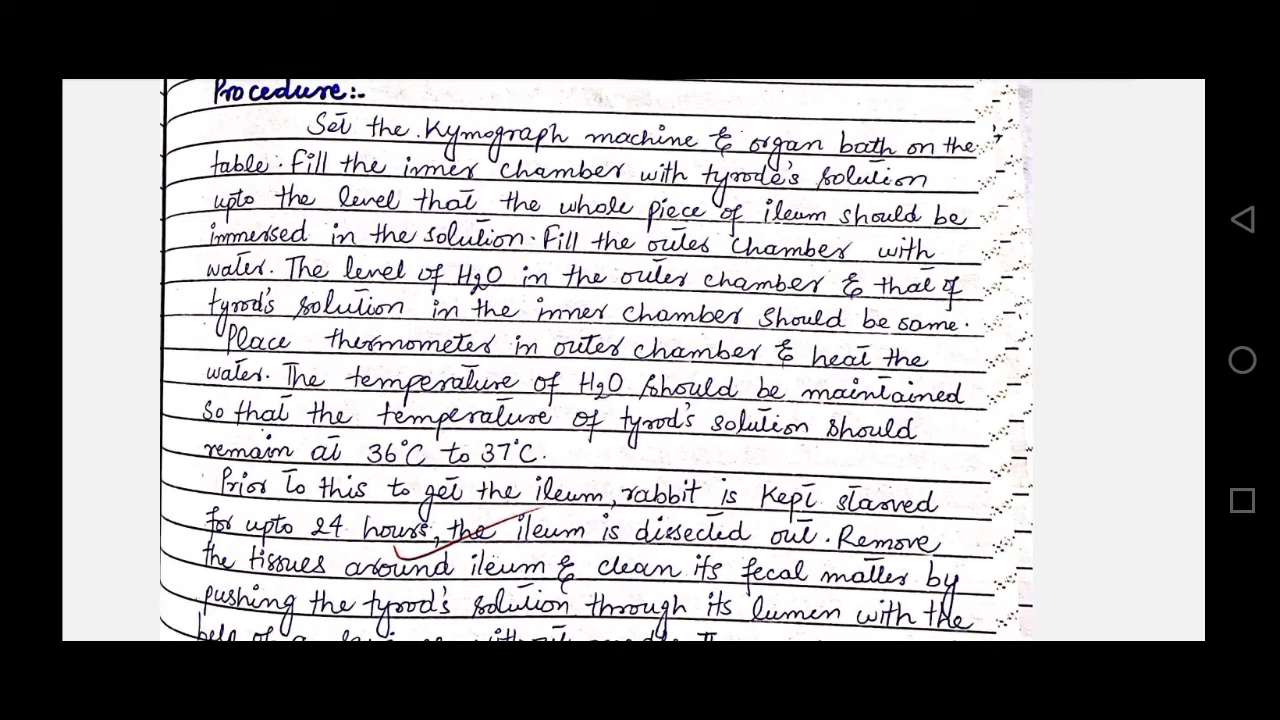 Procedure:-
Set the Kymograph machine & organ bath on the
table. Fill the inner chamber with tyrode's solution
upto the level that the whole piece of ileum should be
immersed in the solution. Fill the outer chamber with
water. The level of H2O in the outer chamber & that of
tyrod's solution in the inner chamber should be same.
Place thermometer in outer chamber & heat the
water. The temperature of H2O should be maintained
so that the temperature of tyrod's solution should
remain at 36°C to 37°C.
Prior to this to get the ileum, rabbit is kept starved
for upto 24 hours, the ileum is dissected out. Remove
the tissues around ileum & clean its fecal matter by
pushing the tyrod's solution through its lumen with the
help of a